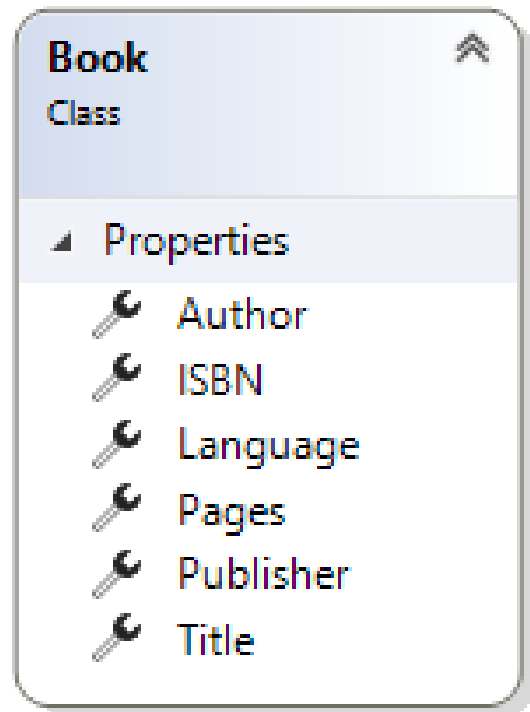 Book
Class
Properties
Author
ISBN
Language
Pages
Publisher
Title